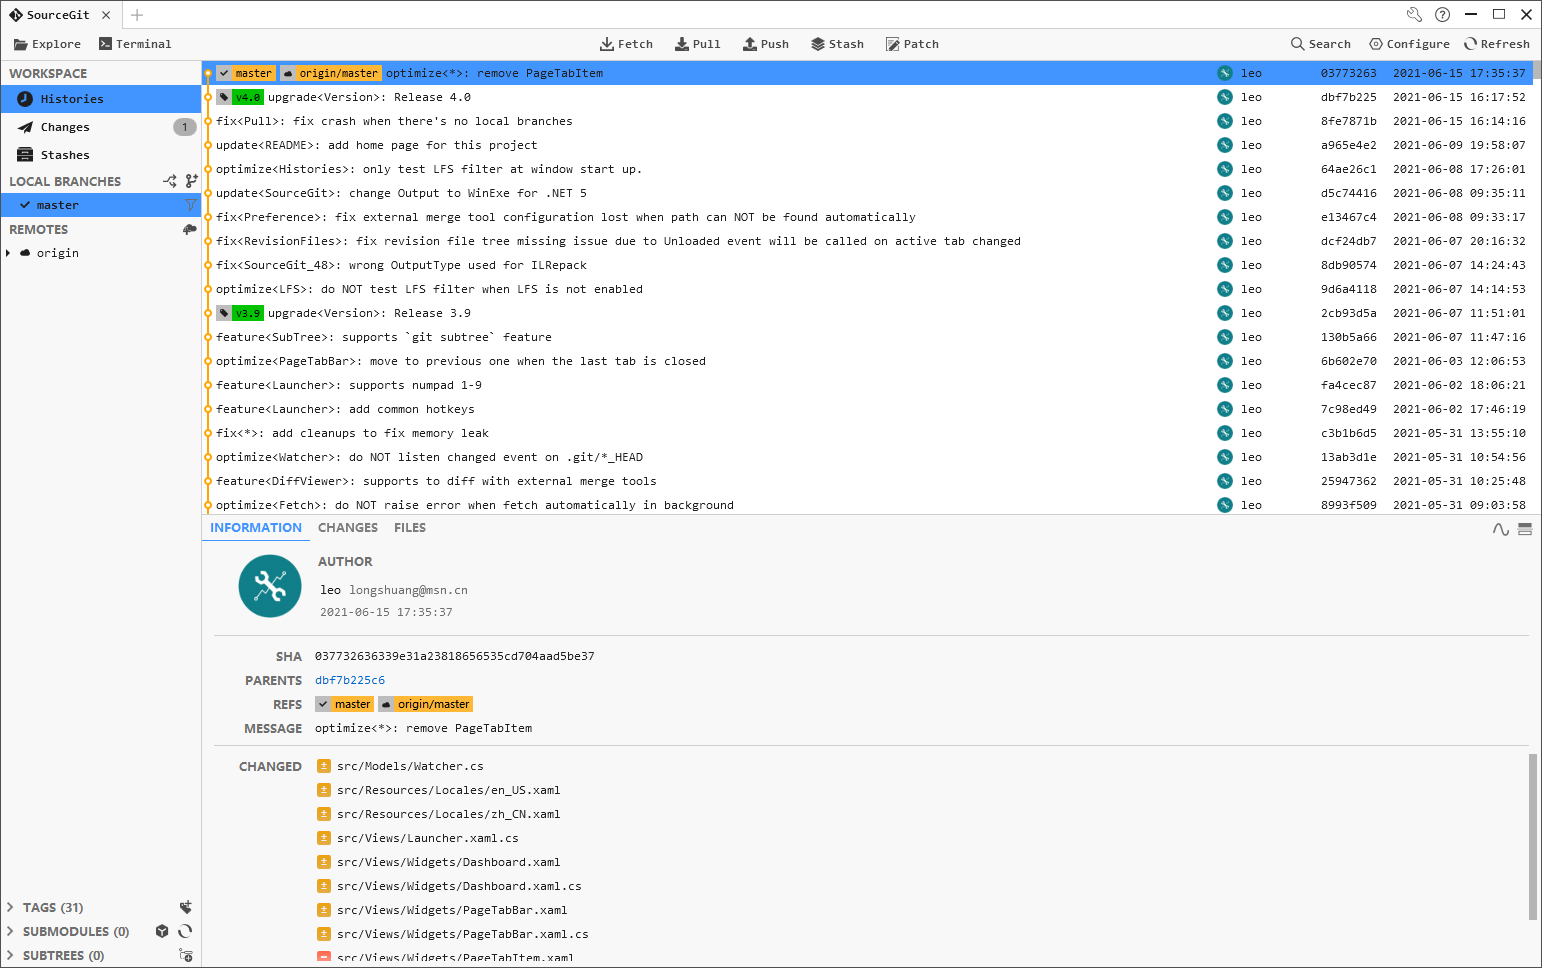 SourceGit
Explore Terminal Fetch Pull Push Stash Patch Search Configure Refresh
WORKSPACE
Histories
Changes 1
Stashes
LOCAL BRANCHES
master
REMOTES
origin
TAGS (31)
SUBMODULES (0)
SUBTREES (0)
master origin/master optimize<*>: remove PageTabItem leo 03773263 2021-06-15 17:35:37
v4.0 upgrade<Version>: Release 4.0 leo dbf7b225 2021-06-15 16:17:52
fix<Pull>: fix crash when there's no local branches leo 8fe7871b 2021-06-15 16:14:16
update<README>: add home page for this project leo a965e4e2 2021-06-09 19:58:07
optimize<Histories>: only test LFS filter at window start up. leo 64ae26c1 2021-06-08 17:26:01
update<SourceGit>: change Output to WinExe for .NET 5 leo d5c74416 2021-06-08 09:35:11
fix<Preference>: fix external merge tool configuration lost when path can NOT be found automatically leo e13467c4 2021-06-08 09:33:17
fix<RevisionFiles>: fix revision file tree missing issue due to Unloaded event will be called on active tab changed leo dcf24db7 2021-06-07 20:16:32
fix<SourceGit_48>: wrong OutputType used for ILRepack leo 8db90574 2021-06-07 14:24:43
optimize<LFS>: do NOT test LFS filter when LFS is not enabled leo 9d6a4118 2021-06-07 14:14:53
v3.9 upgrade<Version>: Release 3.9 leo 2cb93d5a 2021-06-07 11:51:01
feature<SubTree>: supports `git subtree` feature leo 130b5a66 2021-06-07 11:47:16
optimize<PageTabBar>: move to previous one when the last tab is closed leo 6b602e70 2021-06-03 12:06:53
feature<Launcher>: supports numpad 1-9 leo fa4cec87 2021-06-02 18:06:21
feature<Launcher>: add common hotkeys leo 7c98ed49 2021-06-02 17:46:19
fix<*>: add cleanups to fix memory leak leo c3b1b6d5 2021-05-31 13:55:10
optimize<Watcher>: do NOT listen changed event on .git/*_HEAD leo 13ab3d1e 2021-05-31 10:54:56
feature<DiffViewer>: supports to diff with external merge tools leo 25947362 2021-05-31 10:25:48
optimize<Fetch>: do NOT raise error when fetch automatically in background leo 8993f509 2021-05-31 09:03:58
INFORMATION CHANGES FILES
AUTHOR
leo longshuang@msn.cn
2021-06-15 17:35:37
SHA 037732636339e31a23818656535cd704aad5be37
PARENTS dbf7b225c6
REFS master origin/master
MESSAGE optimize<*>: remove PageTabItem
CHANGED src/Models/Watcher.cs
src/Resources/Locales/en_US.xaml
src/Resources/Locales/zh_CN.xaml
src/Views/Launcher.xaml.cs
src/Views/Widgets/Dashboard.xaml
src/Views/Widgets/Dashboard.xaml.cs
src/Views/Widgets/PageTabBar.xaml
src/Views/Widgets/PageTabBar.xaml.cs
src/Views/Widgets/PageTabItem.xaml